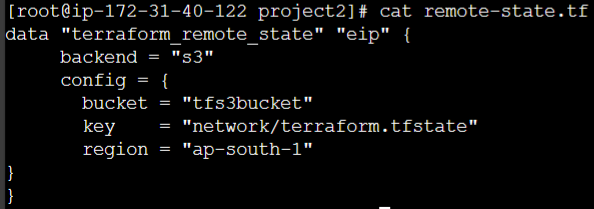 [root@ip-172-31-40-122 project2]# cat remote-state.tf
data "terraform_remote_state" "eip" {
     backend = "s3"
     config = {
       bucket = "tfs3bucket"
       key    = "network/terraform.tfstate"
       region = "ap-south-1"
}
}